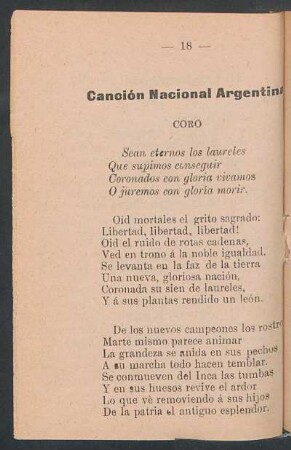 — 18 —
Canción Nacional Argentina
CORO
Sean eternos los laureles
Que supimos conseguir
Coronados con gloria vivamos
O juremos con gloria morir.
Oid mortales el grito sagrado:
Libertad, libertad, libertad!
Oid el ruido de rotas cadenas,
Ved en trono á la noble igualdad.
Se levanta en la faz de la tierra
Una nueva, gloriosa nación,
Coronada su sien de laureles,
Y á sus plantas rendido un león.
De los nuevos campeones los rostro
Marte mismo parece animar
La grandeza se anida en sus pechos
A su marcha todo hacen temblar.
Se conmueven del Inca las tumbas
Y en sus huesos revive el ardor
Lo que vè removiendo á sus hijos
De la patria el antiguo esplendor.